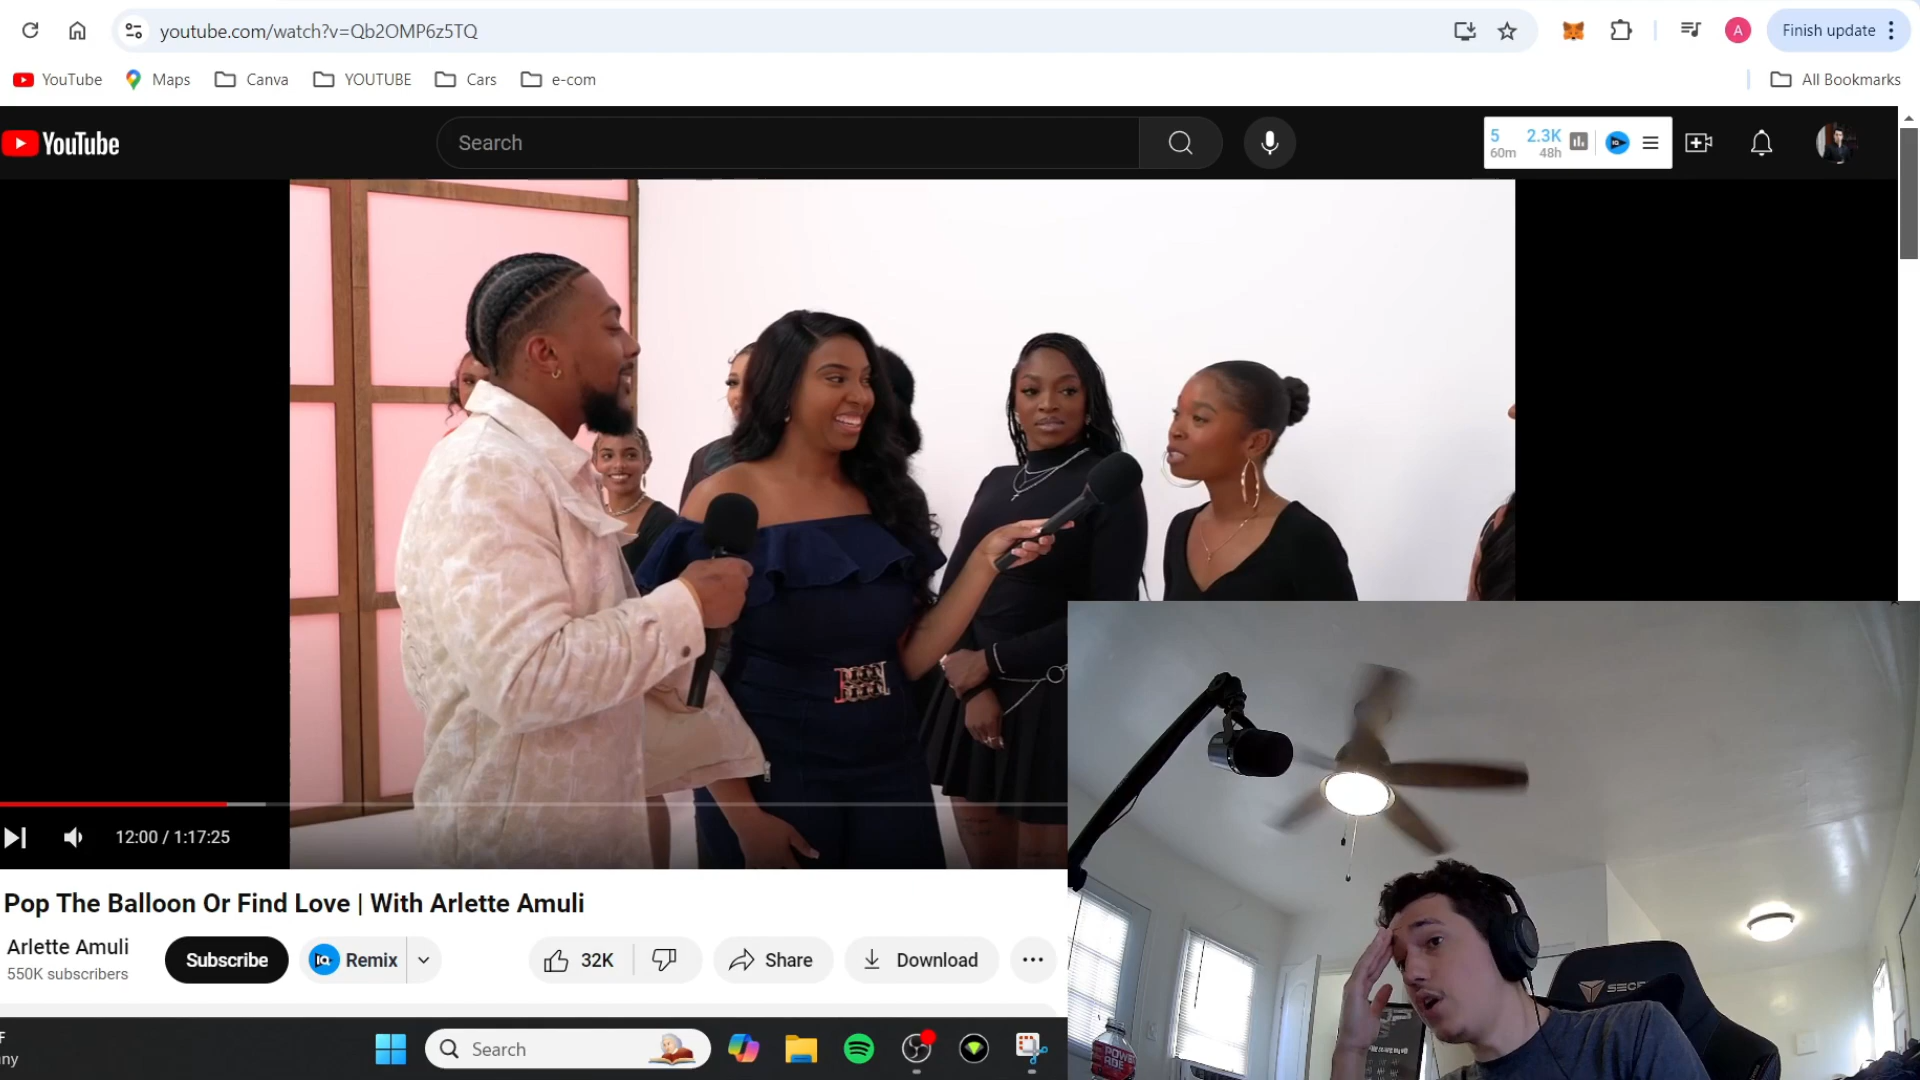 youtube.com/watch?v=Qb2OMP6z5TQ
A
Finish update
YouTube
Maps
Canva
YOUTUBE
Cars
e-com
All Bookmarks
YouTube
Search
5
60m
2.3K
48h
12:00 / 1:17:25
Pop The Balloon Or Find Love | With Arlette Amuli
Arlette Amuli
550K subscribers
Subscribe
Remix
32K
Share
Download
Search
POWERADE
SEC